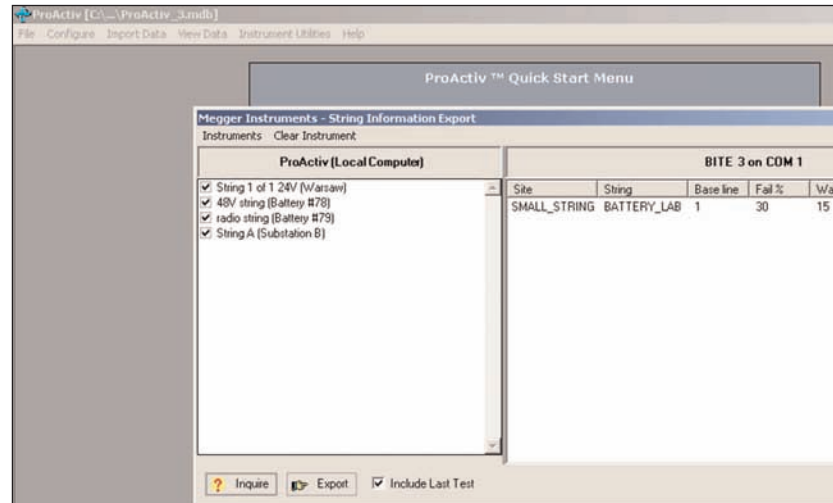 ProActiv [C:\...\ProActiv_3.mdb]
File Configure Import Data View Data Instrument Utilities Help
ProActiv ™ Quick Start Menu
Megger Instruments - String Information Export
Instruments Clear Instrument
ProActiv (Local Computer)
BITE 3 on COM 1
String 1 of 1 24V (Warsaw)
48V string (Battery #78)
radio string (Battery #79)
String A (Substation B)
Site String Base line Fail % Wa
SMALL_STRING BATTERY_LAB 1 30 15
? Inquire Export Include Last Test